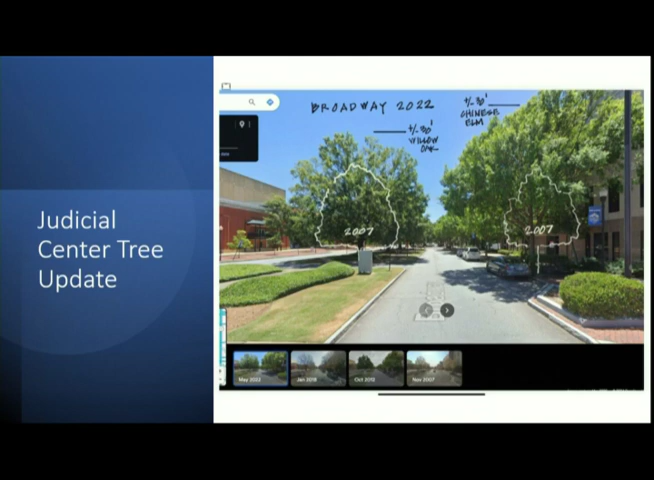 Judicial
Center Tree
Update
BROADWAY 2022
+/-30'
WILLOW
OAK
+/-30'
CHINESE
ELM
2007
2007
May 2022
Jan 2018
Oct 2010
Nov 2007